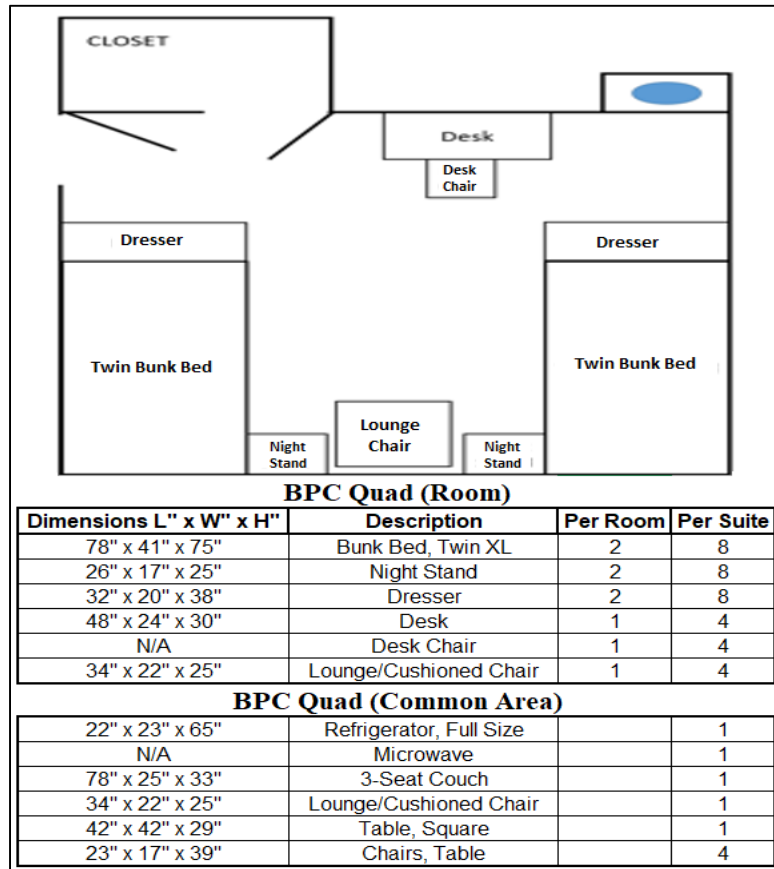 CLOSET
Desk
Desk
Chair
Dresser
Dresser
Twin Bunk Bed
Twin Bunk Bed
Lounge
Chair
Night
Stand
Night
Stand
BPC Quad (Room)
Dimensions L" x W" x H" Description Per Room Per Suite
78" x 41" x 75" Bunk Bed, Twin XL 2 8
26" x 17" x 25" Night Stand 2 8
32" x 20" x 38" Dresser 2 8
48" x 24" x 30" Desk 1 4
N/A Desk Chair 1 4
34" x 22" x 25" Lounge/Cushioned Chair 1 4
BPC Quad (Common Area)
22" x 23" x 65" Refrigerator, Full Size 1
N/A Microwave 1
78" x 25" x 33" 3-Seat Couch 1
34" x 22" x 25" Lounge/Cushioned Chair 1
42" x 42" x 29" Table, Square 1
23" x 17" x 39" Chairs, Table 4